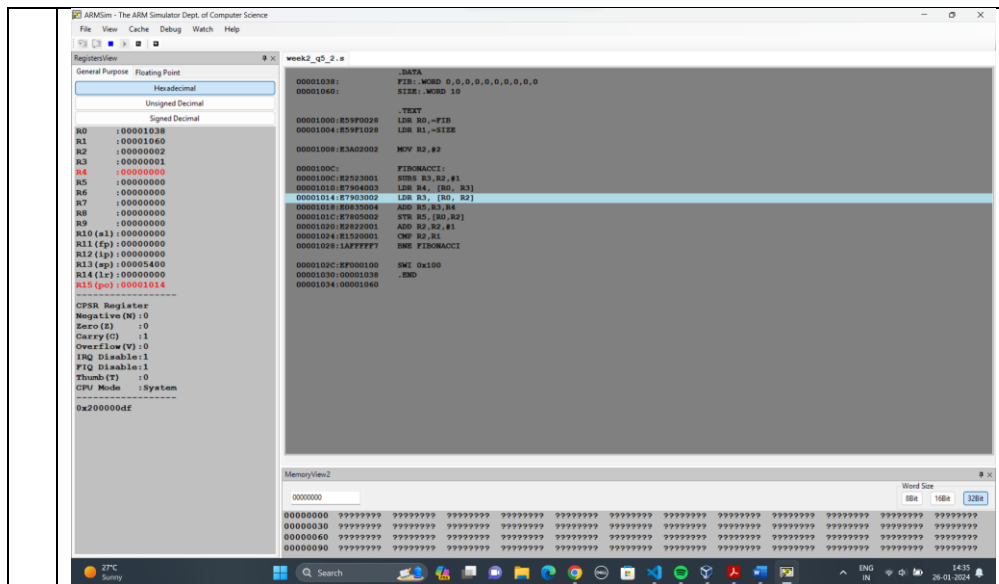 ARMSim - The ARM Simulator Dept. of Computer Science
File View Cache Debug Watch Help
RegistersView
General Purpose Floating Point
Hexadecimal
Unsigned Decimal
Signed Decimal
R0 :00001038
R1 :00001060
R2 :00000002
R3 :00000001
R4 :00000000
R5 :00000000
R6 :00000000
R7 :00000000
R8 :00000000
R9 :00000000
R10(sl):00000000
R11(fp):00000000
R12(ip):00000000
R13(sp):00005400
R14(lr):00000000
R15(pc):00001014
------------------
CPSR Register
Negative(N):0
Zero(Z) :0
Carry(C) :1
Overflow(V):0
IRQ Disable:1
FIQ Disable:1
Thumb(T) :0
CPU Mode :System
------------------
0x200000df
week2_q5_2.s
.DATA
00001038: FIB:.WORD 0,0,0,0,0,0,0,0,0,0
00001060: SIZE:.WORD 10
.TEXT
00001000:E59F0028 LDR R0,=FIB
00001004:E59F1028 LDR R1,=SIZE
00001008:E3A02002 MOV R2,#2
0000100C: FIBONACCI:
0000100C:E2523001 SUBS R3,R2,#1
00001010:E7904003 LDR R4, [R0, R3]
00001014:E7903002 LDR R3, [R0, R2]
00001018:E0835004 ADD R5,R3,R4
0000101C:E7805002 STR R5,[R0,R2]
00001020:E2822001 ADD R2,R2,#1
00001024:E1520001 CMP R2,R1
00001028:1AFFFFF7 BNE FIBONACCI
0000102C:EF000100 SWI 0x100
00001030:00001038 .END
00001034:00001060
MemoryView2
Word Size
00000000 8Bit 16Bit 32Bit
00000000 ???????? ???????? ???????? ???????? ???????? ???????? ???????? ???????? ???????? ???????? ???????? ????????
00000030 ???????? ???????? ???????? ???????? ???????? ???????? ???????? ???????? ???????? ???????? ???????? ????????
00000060 ???????? ???????? ???????? ???????? ???????? ???????? ???????? ???????? ???????? ???????? ???????? ????????
00000090 ???????? ???????? ???????? ???????? ???????? ???????? ???????? ???????? ???????? ???????? ???????? ????????
27°C
Sunny
Search
ENG
IN
14:35
26-01-2024